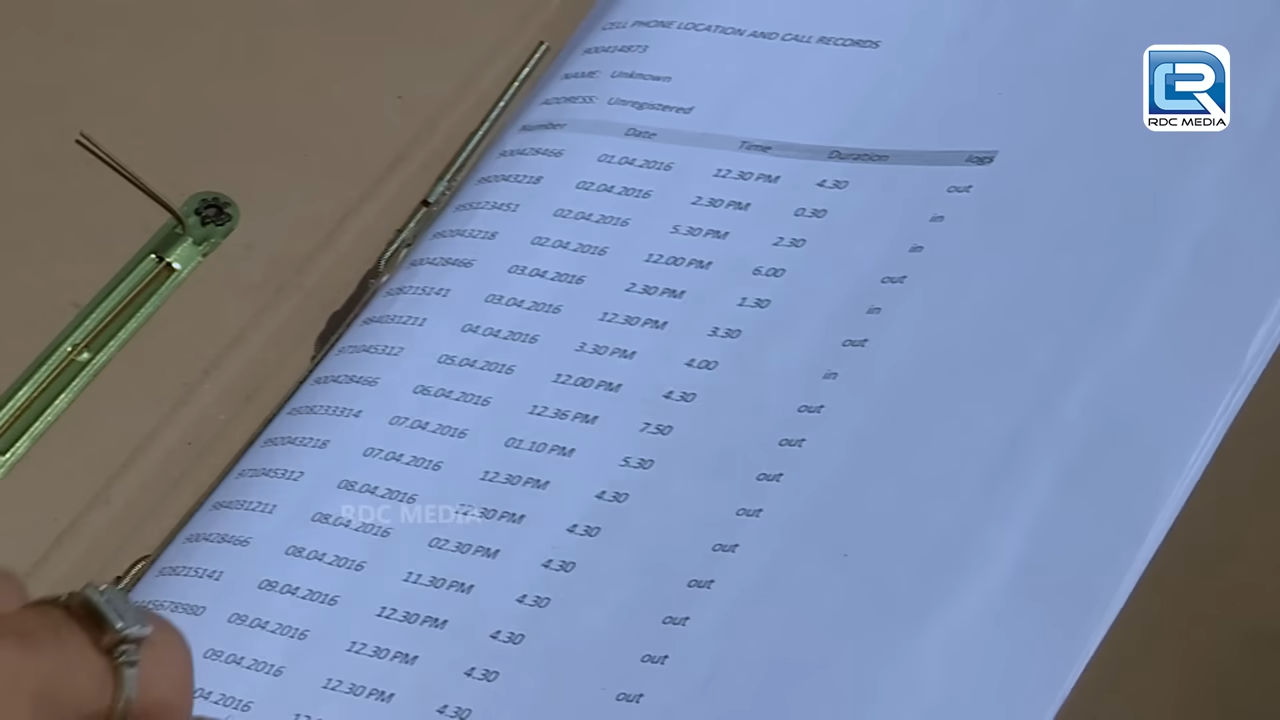 RDC MEDIA
CELL PHONE LOCATION AND CALL RECORDS
900414873
NAME: Unknown
ADDRESS: Unregistered
Number Date Time Duration logs
900428466 01.04.2016 12.30 PM 4.30 out
992043218 02.04.2016 2.30 PM 0.30 in
955123451 02.04.2016 5.30 PM 2.30 in
992043218 02.04.2016 12.00 PM 6.00 out
900428466 03.04.2016 2.30 PM 1.30 in
928215141 03.04.2016 12.30 PM 3.30 out
984031211 04.04.2016 3.30 PM 4.00 in
971045312 05.04.2016 12.00 PM 4.30 out
900428466 06.04.2016 12.36 PM 7.50 out
4928233314 07.04.2016 01.10 PM 5.30 out
992043218 07.04.2016 12.30 PM 4.30 out
971045312 08.04.2016 12.30 PM 4.30 out
984031211 08.04.2016 02.30 PM 4.30 out
900428466 08.04.2016 11.30 PM 4.30 out
928215141 09.04.2016 12.30 PM 4.30 out
09.04.2016 12.30 PM 4.30 out
09.04.2016 12.30 PM 4.30
RDC MEDIA